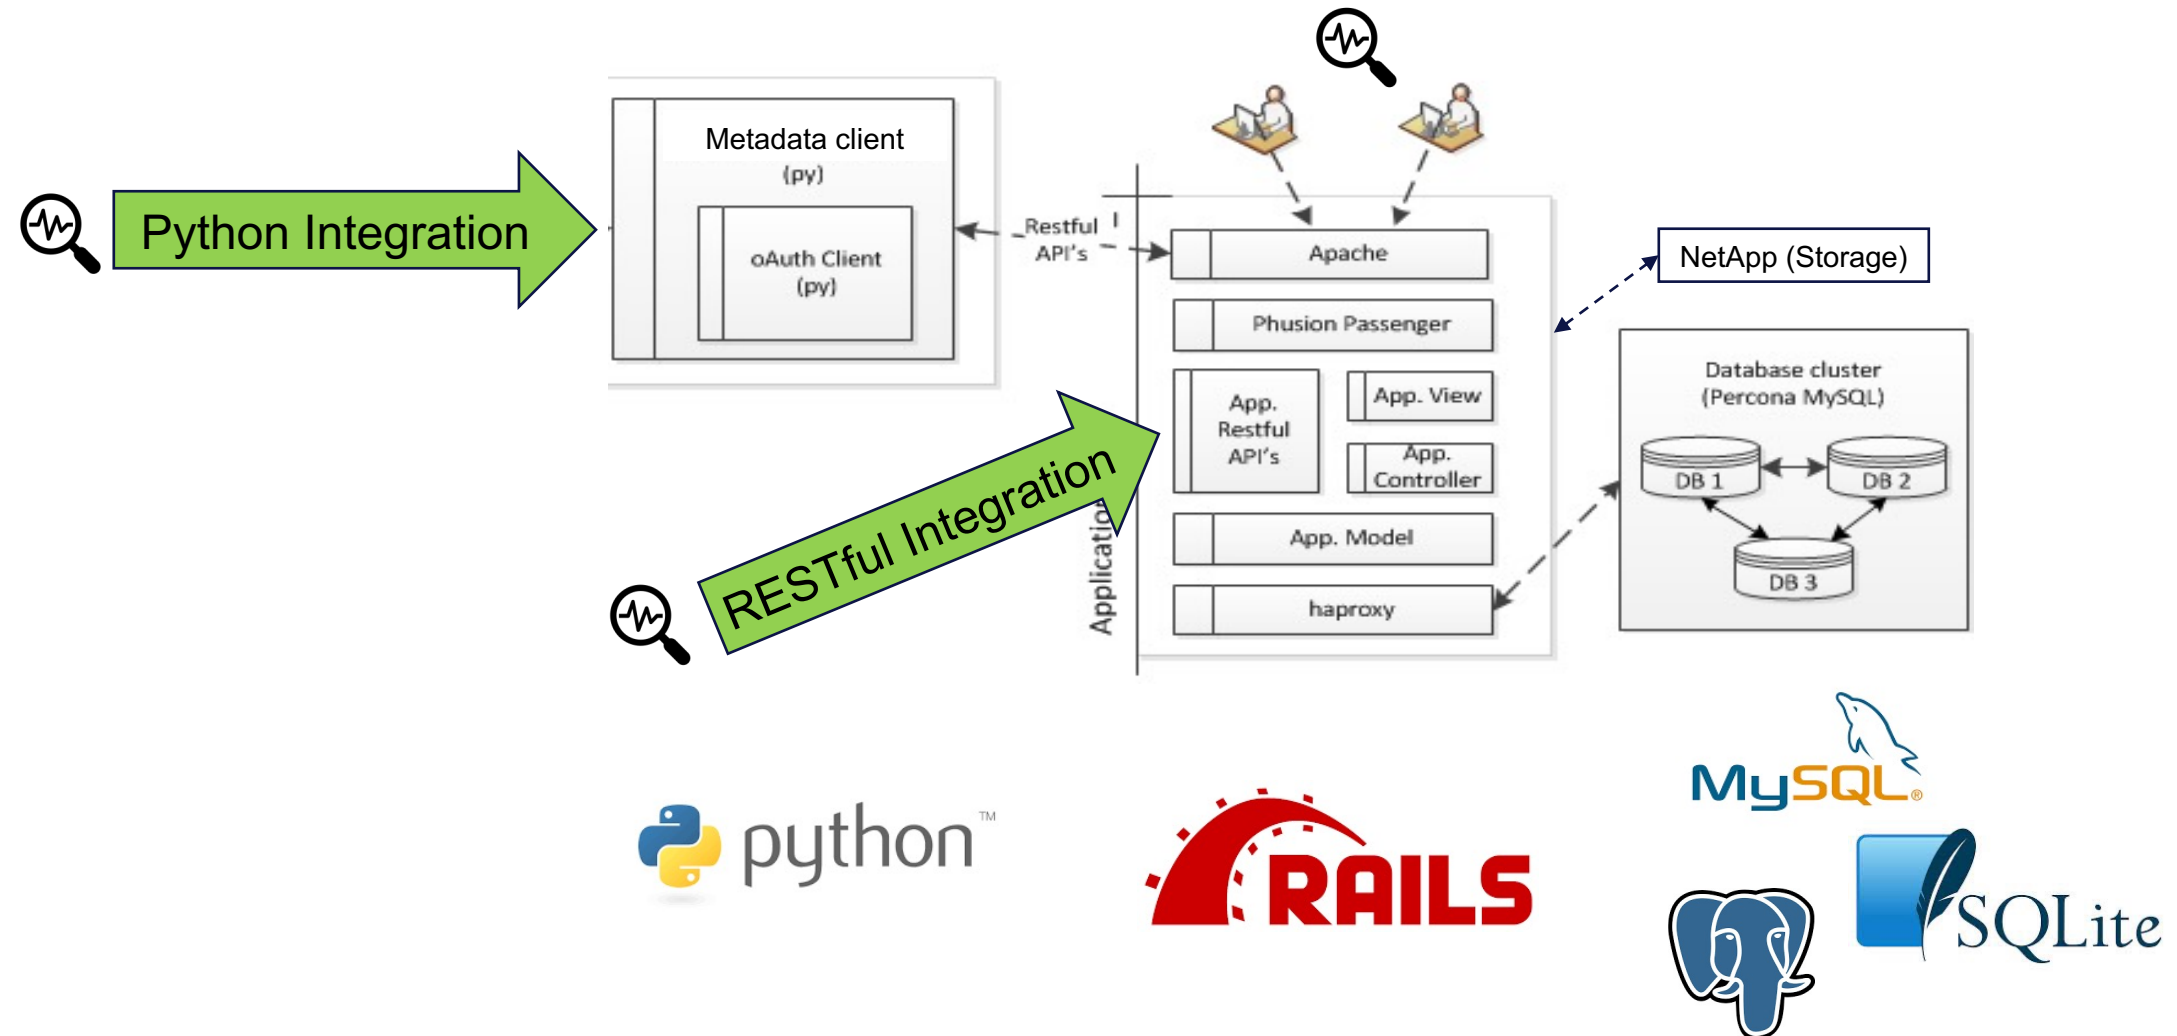 Python Integration
Metadata client
(py)
oAuth Client
(py)
Restful
API's
Apache
Phusion Passenger
App.
Restful
API's
App. View
App.
Controller
App. Model
haproxy
Application
RESTful Integration
NetApp (Storage)
Database cluster
(Percona MySQL)
DB 1
DB 2
DB 3
python™
RAILS
MySQL®
SQLite